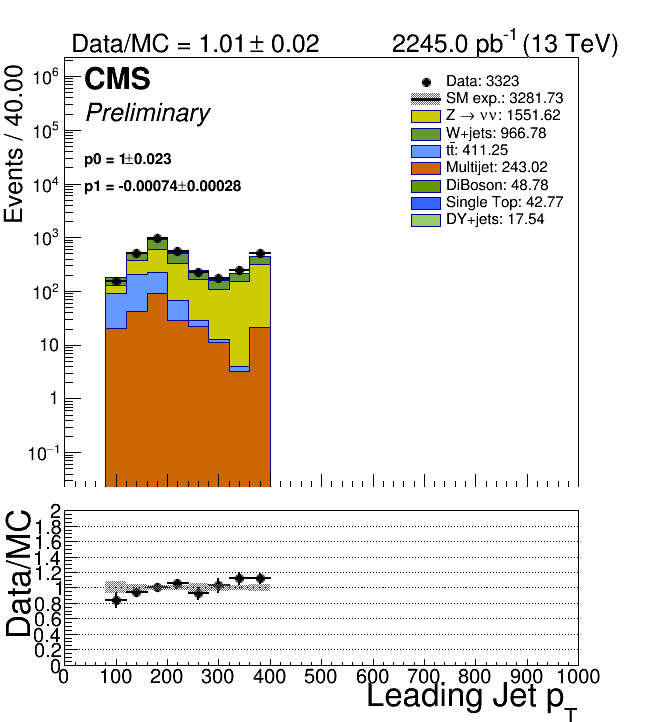 Data/MC = 1.01± 0.02 2245.0 pb⁻¹ (13 TeV)
CMS
Preliminary
p0 = 1±0.023
p1 = -0.00074±0.00028
Data: 3323
SM exp.: 3281.73
Z → νν: 1551.62
W+jets: 966.78
tt̄: 411.25
Multijet: 243.02
DiBoson: 48.78
Single Top: 42.77
DY+jets: 17.54
Events / 40.00
10⁶
10⁵
10⁴
10³
10²
10
1
10⁻¹
Data/MC
2
1.8
1.6
1.4
1.2
1
0.8
0.6
0.4
0.2
0
0 100 200 300 400 500 600 700 800 900 1000
Leading Jet p_T